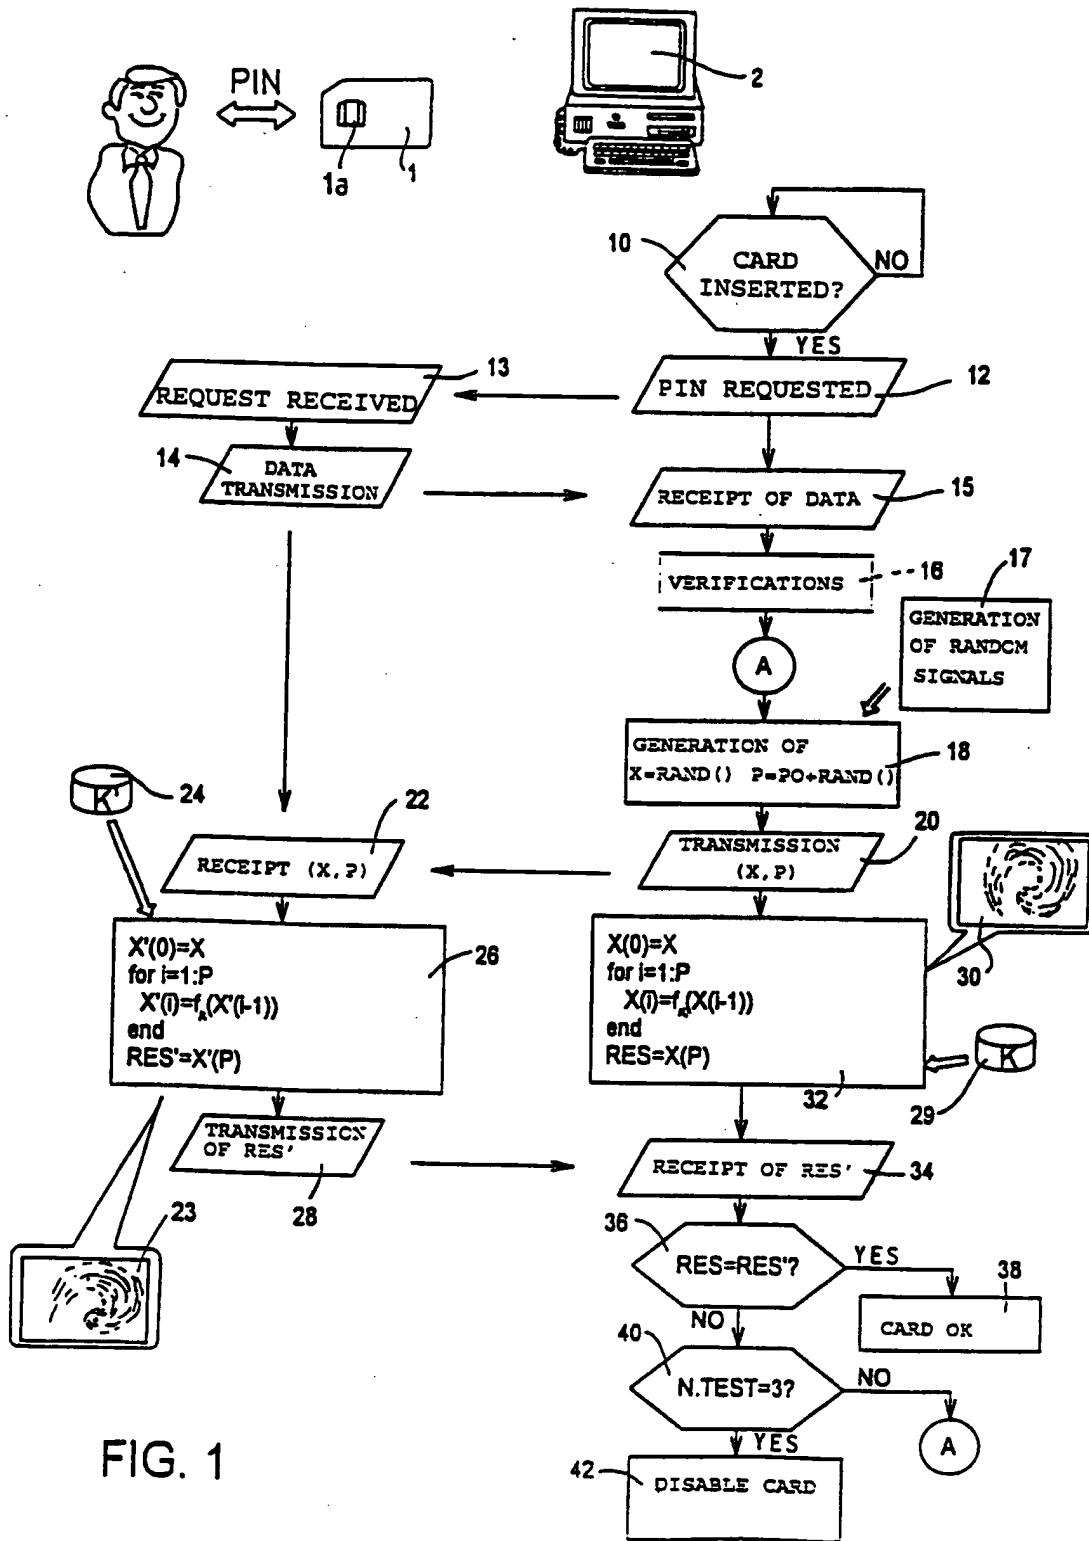 PIN
2
1a
1
10
CARD
INSERTED?
NO
YES
13
REQUEST RECEIVED
PIN REQUESTED
12
14
DATA
TRANSMISSION
RECEIPT OF DATA
15
VERIFICATIONS
16
17
GENERATION
OF RANDOM
SIGNALS
A
GENERATION OF
X=RAND() P=PO+RAND()
18
K'
24
22
RECEIPT (X,P)
TRANSMISSION
(X,P)
20
30
X'(0)=X
for i=1:P
X'(i)=fK(X'(i-1))
end
RES'=X'(P)
26
X(0)=X
for i=1:P
X(i)=fK(X(i-1))
end
RES=X(P)
32
K
29
TRANSMISSION
OF RES'
28
RECEIPT OF RES'
34
23
36
RES=RES'?
YES
38
CARD OK
NO
40
N.TEST=3?
NO
A
YES
42
DISABLE CARD
FIG. 1